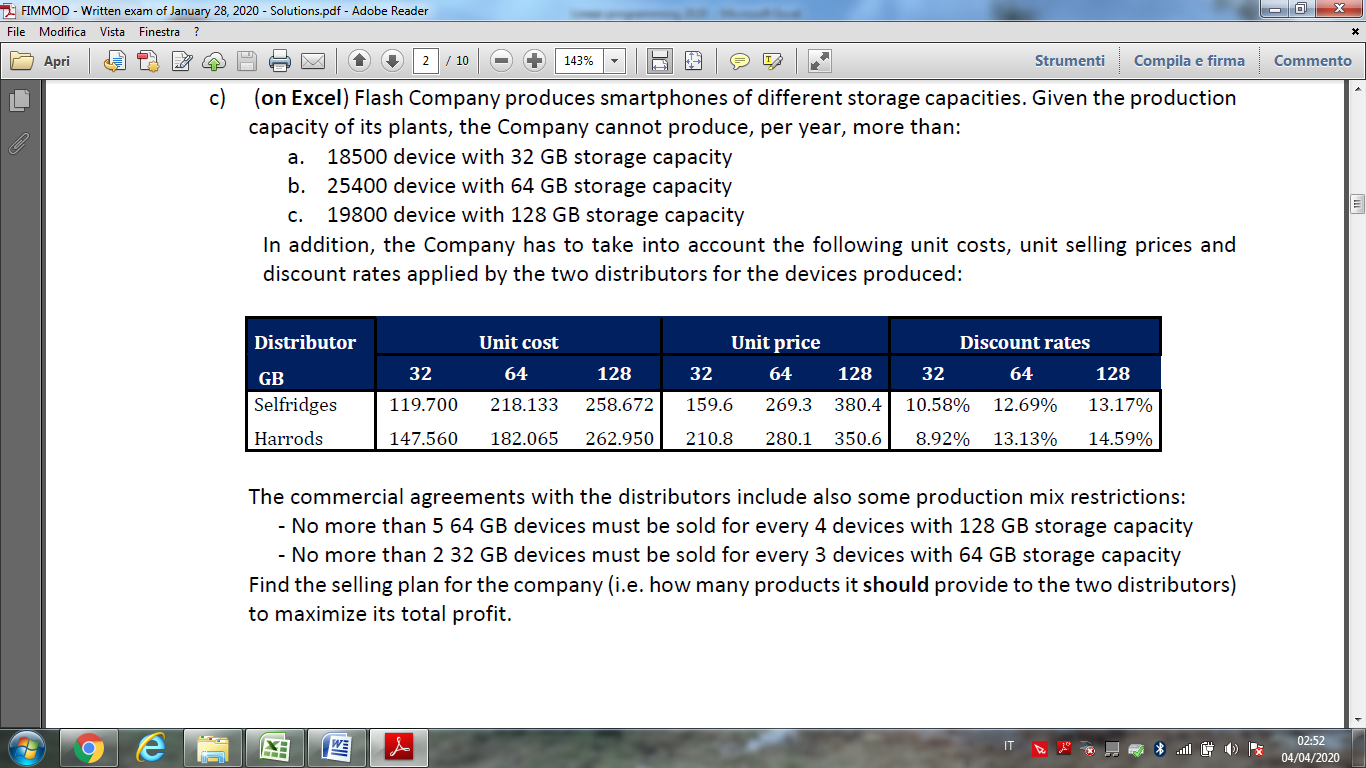 FIMMOD - Written exam of January 28, 2020 - Solutions.pdf - Adobe Reader
File Modifica Vista Finestra ?
Apri 2 / 10 143% Strumenti Compila e firma Commento
c) (on Excel) Flash Company produces smartphones of different storage capacities. Given the production
capacity of its plants, the Company cannot produce, per year, more than:
a. 18500 device with 32 GB storage capacity
b. 25400 device with 64 GB storage capacity
c. 19800 device with 128 GB storage capacity
In addition, the Company has to take into account the following unit costs, unit selling prices and
discount rates applied by the two distributors for the devices produced:
Distributor Unit cost Unit price Discount rates
GB 32 64 128 32 64 128 32 64 128
Selfridges 119.700 218.133 258.672 159.6 269.3 380.4 10.58% 12.69% 13.17%
Harrods 147.560 182.065 262.950 210.8 280.1 350.6 8.92% 13.13% 14.59%
The commercial agreements with the distributors include also some production mix restrictions:
- No more than 5 64 GB devices must be sold for every 4 devices with 128 GB storage capacity
- No more than 2 32 GB devices must be sold for every 3 devices with 64 GB storage capacity
Find the selling plan for the company (i.e. how many products it should provide to the two distributors)
to maximize its total profit.
IT 02:52
04/04/2020